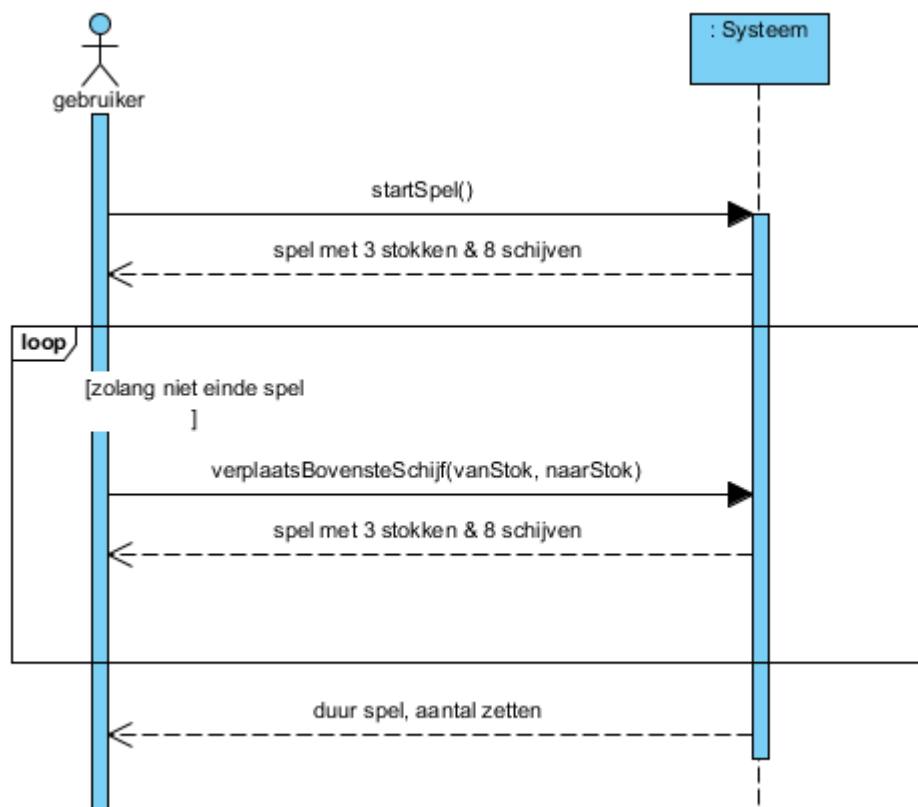 : Systeem
gebruiker
startSpel()
spel met 3 stokken & 8 schijven
loop
[zolang niet einde spel
]
verplaatsBovensteSchijf(vanStok, naarStok)
spel met 3 stokken & 8 schijven
duur spel, aantal zetten